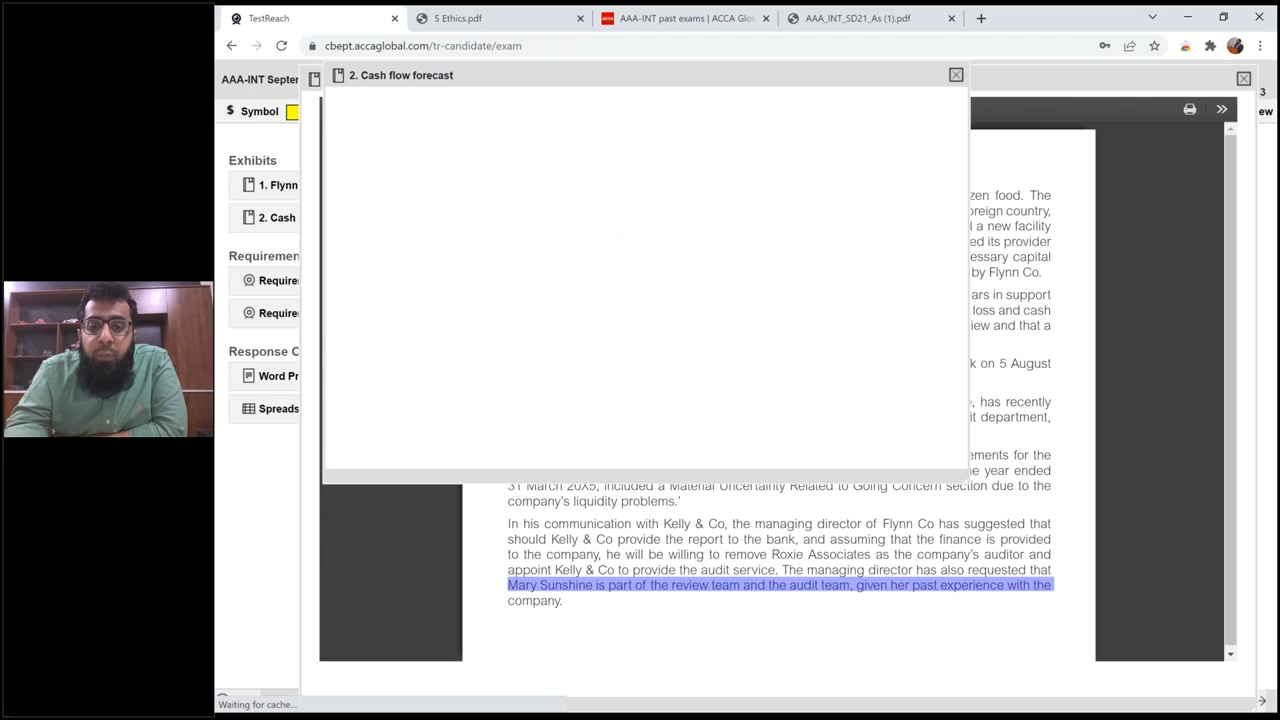 TestReach
5 Ethics.pdf
AAA-INT past exams | ACCA Glo
AAA_INT_SD21_As (1).pdf
cbept.accaglobal.com/tr-candidate/exam
AAA-INT Septer
2. Cash flow forecast
3
$ Symbol
ew
Exhibits
1. Flynn
2. Cash
Requiremen
Require
Require
Response O
Word Pr
Spreads
zen food. The
oreign country,
d a new facility
ed its provider
essary capital
by Flynn Co.
ars in support
loss and cash
iew and that a
k on 5 August
e, has recently
it department,
ements for the
e year ended
31 March 20X5, included a Material Uncertainty Related to Going Concern section due to the
company's liquidity problems.'
In his communication with Kelly & Co, the managing director of Flynn Co has suggested that
should Kelly & Co provide the report to the bank, and assuming that the finance is provided
to the company, he will be willing to remove Roxie Associates as the company's auditor and
appoint Kelly & Co to provide the audit service. The managing director has also requested that
Mary Sunshine is part of the review team and the audit team, given her past experience with the
company.
Waiting for cache...